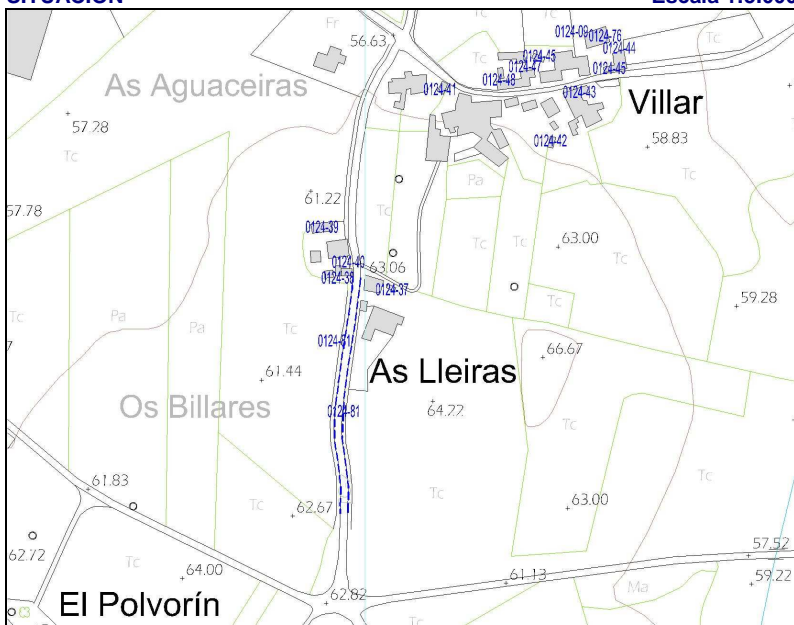 SITUACIÓN
Fr
Tc
Tc
0124-09
0124-76
0124-44
0124-45
0124-47
0124-48
0124-45
Tc
56.63
As Aguaceiras
0124-41
0124-43
Villar
57.28
Tc
0124-42
58.83
61.22
Tc
Pa
57.78
0124-39
Tc
Tc
63.00
0124-40
0124-38
63.06
0124-37
Tc
59.28
Tc
Pa
Pa
Tc
Tc
0124-81
66.67
61.44
As Lleiras
Os Billares
0124-81
64.22
Tc
61.83
Tc
Tc
Tc
62.67
63.00
62.72
Tc
64.00
57.52
61.13
Ma
59.22
62.82
El Polvorín